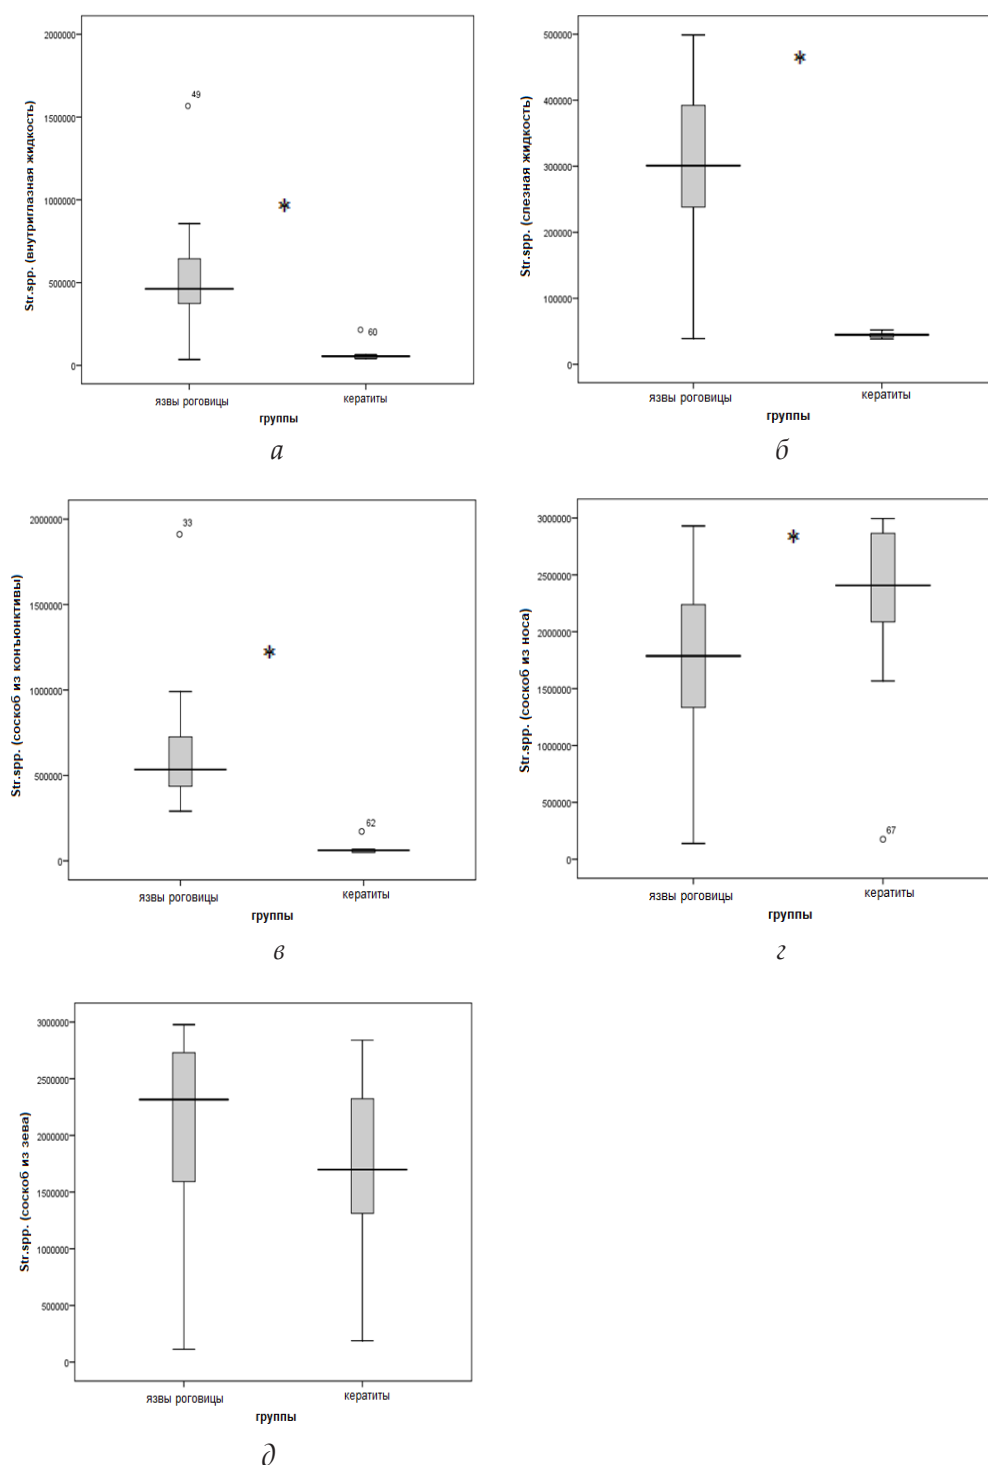 Str.spp. (внутриглазная жидкость)
2000000
1500000
1000000
500000
0
49
*
60
язвы роговицы
кератиты
группы
а
Str.spp. (слезная жидкость)
500000
400000
300000
200000
100000
0
*
язвы роговицы
кератиты
группы
б
Str.spp. (соскоб из конъюнктивы)
2000000
1500000
1000000
500000
0
33
*
62
язвы роговицы
кератиты
группы
в
Str.spp. (соскоб из носа)
3000000
2500000
2000000
1500000
1000000
500000
0
*
67
язвы роговицы
кератиты
группы
г
Str.spp. (соскоб из зева)
3000000
2500000
2000000
1500000
1000000
500000
0
язвы роговицы
кератиты
группы
д